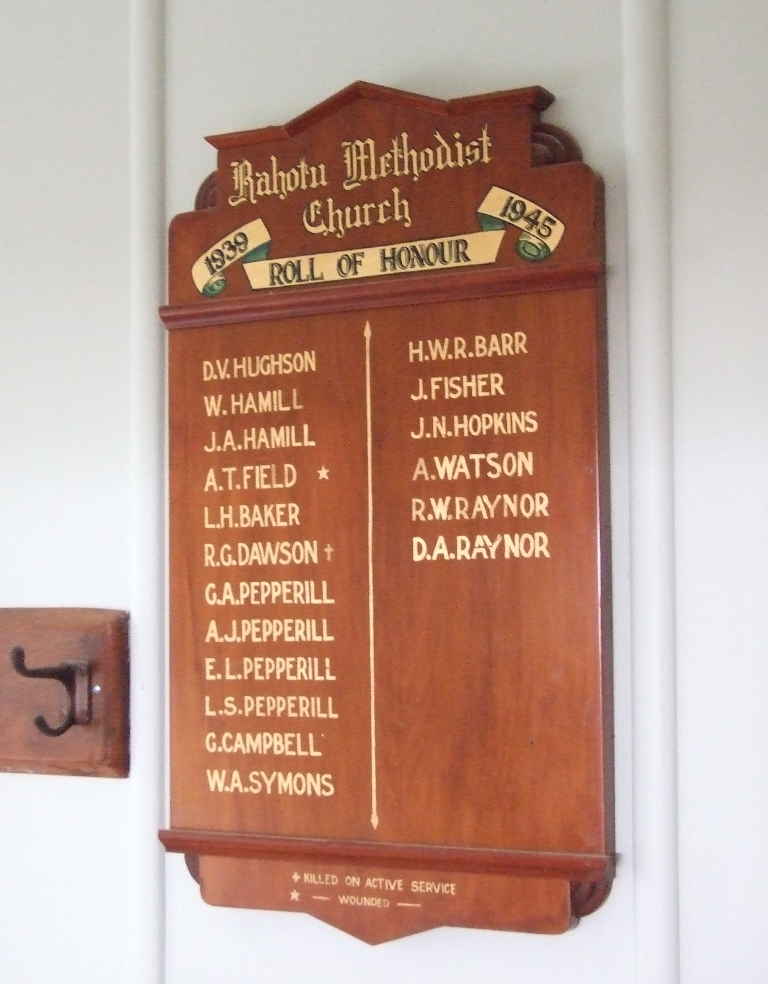 Rahotu Methodist
Church
1939
1945
ROLL OF HONOUR
D.V. HUGHSON
W. HAMILL
J.A. HAMILL
A.T. FIELD ★
L.H. BAKER
R.G. DAWSON ✝
G.A. PEPPERILL
A.J. PEPPERILL
E.L. PEPPERILL
L.S. PEPPERILL
G. CAMPBELL
W.A. SYMONS
H.W.R. BARR
J. FISHER
J.N. HOPKINS
A. WATSON
R.W. RAYNOR
D.A. RAYNOR
✝ KILLED ON ACTIVE SERVICE
★ — WOUNDED —